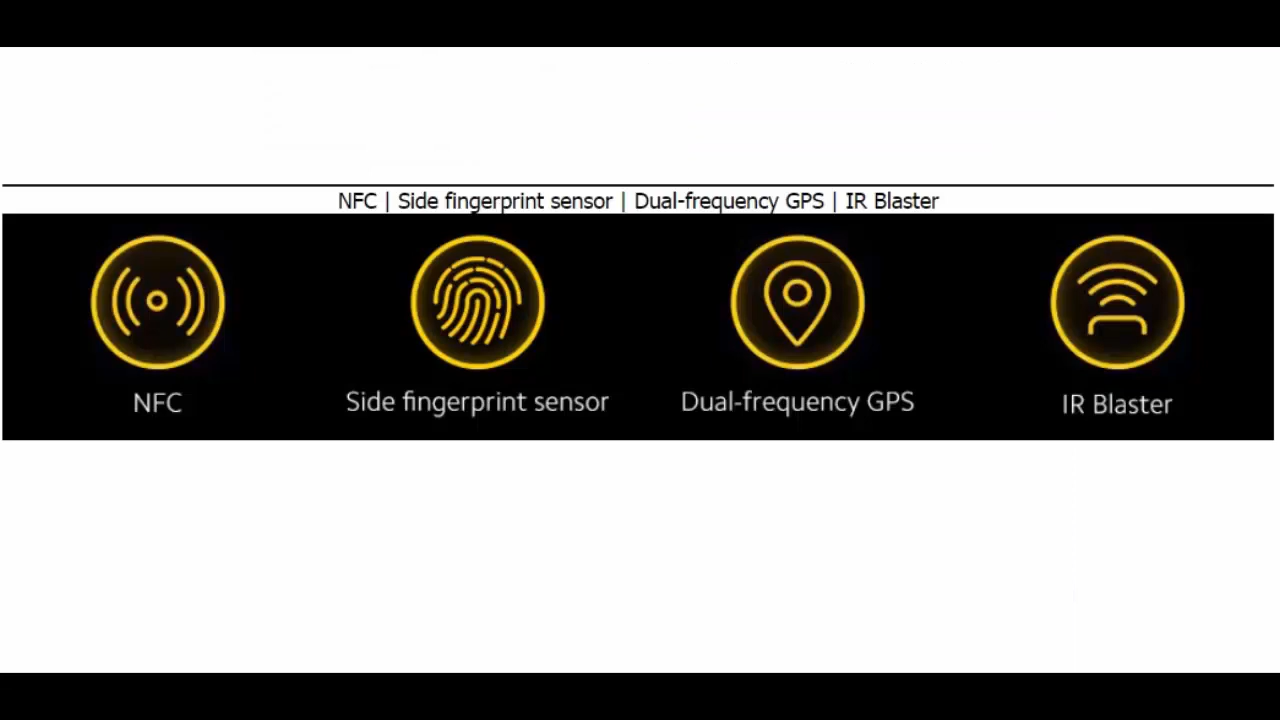 NFC | Side fingerprint sensor | Dual-frequency GPS | IR Blaster
NFC
Side fingerprint sensor
Dual-frequency GPS
IR Blaster